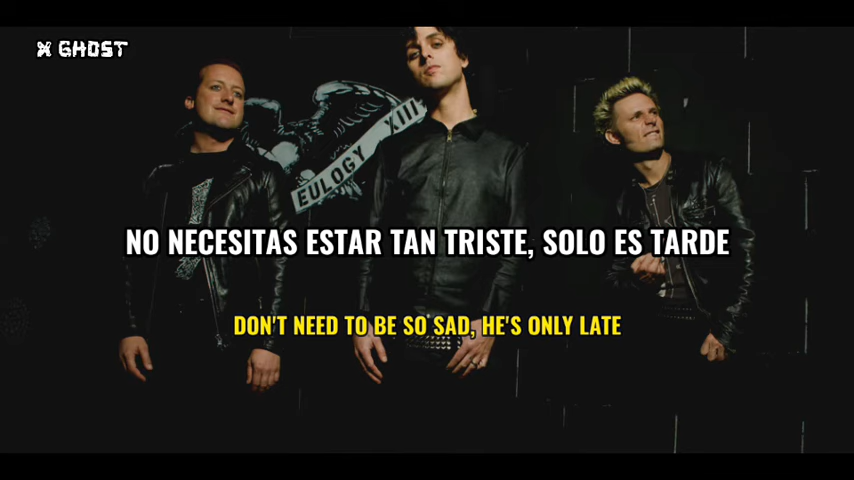 X GHOST
EULOGY XIII
NO NECESITAS ESTAR TAN TRISTE, SOLO ES TARDE
DON'T NEED TO BE SO SAD, HE'S ONLY LATE